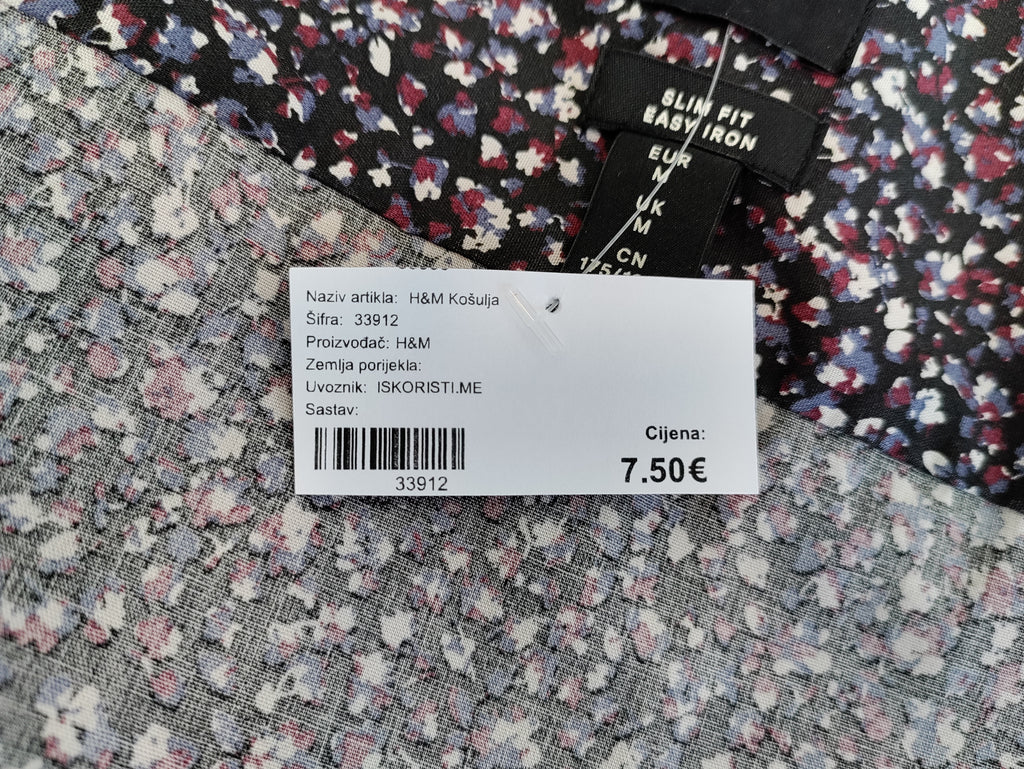 SLIM FIT
EASY IRON
EUR
M
UK
M
CN
Naziv artikla: H&M Košulja
Šifra: 33912
Proizvođač: H&M
Zemlja porijekla:
Uvoznik: ISKORISTI.ME
Sastav:
33912
Cijena:
7.50€